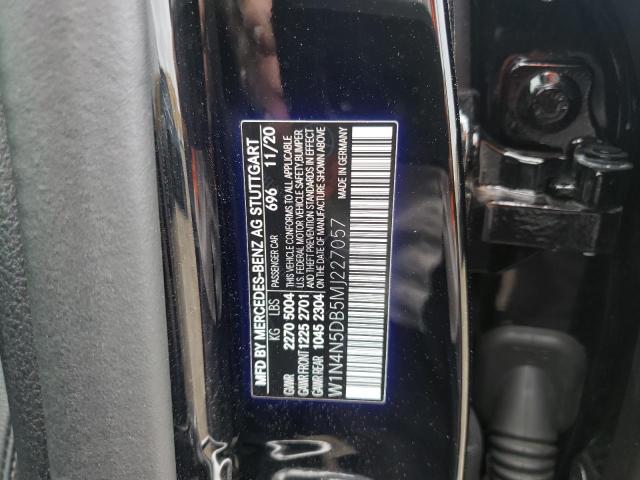 MFD BY MERCEDES-BENZ AG STUTTGART
KG LBS PASSENGER CAR 696 11/20
GVWR 2270 5004 THIS VEHICLE CONFORMS TO ALL APPLICABLE
GAWR FRONT 1225 2701 U.S. FEDERAL MOTOR VEHICLE SAFETY, BUMPER
GAWR REAR 1045 2304 AND THEFT PREVENTION STANDARDS IN EFFECT
ON THE DATE OF MANUFACTURE SHOWN ABOVE
W1N4N5DB5MJ227057 MADE IN GERMANY